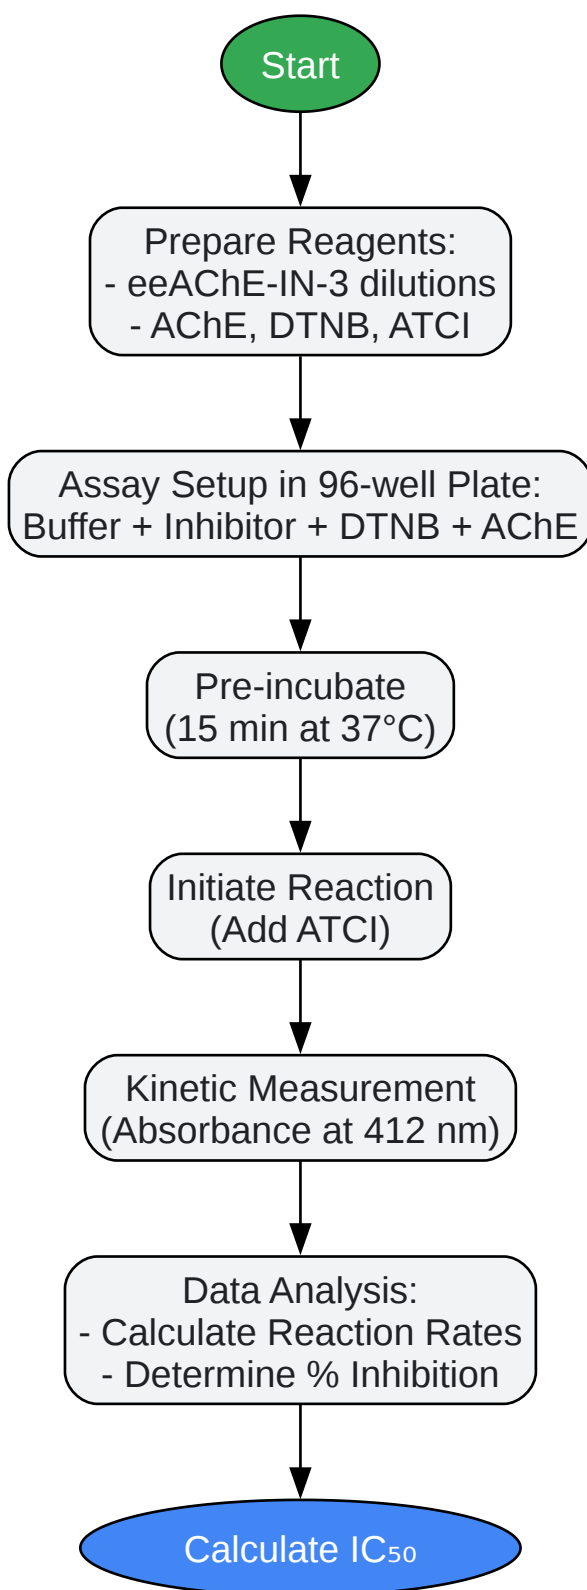 Start
Prepare Reagents:
- eeAChE-IN-3 dilutions
- AChE, DTNB, ATCI
Assay Setup in 96-well Plate:
Buffer + Inhibitor + DTNB + AChE
Pre-incubate
(15 min at 37°C)
Initiate Reaction
(Add ATCI)
Kinetic Measurement
(Absorbance at 412 nm)
Data Analysis:
- Calculate Reaction Rates
- Determine % Inhibition
Calculate IC₅₀